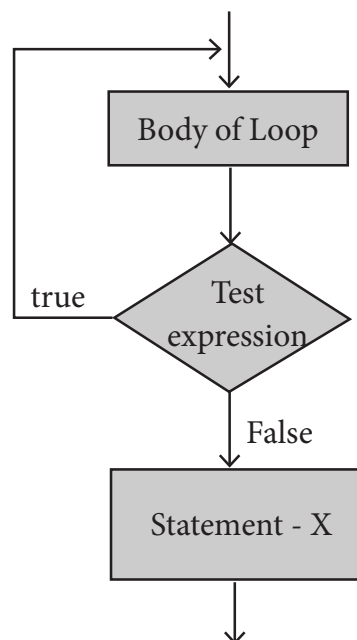 Body of Loop
true
Test
expression
False
Statement - X